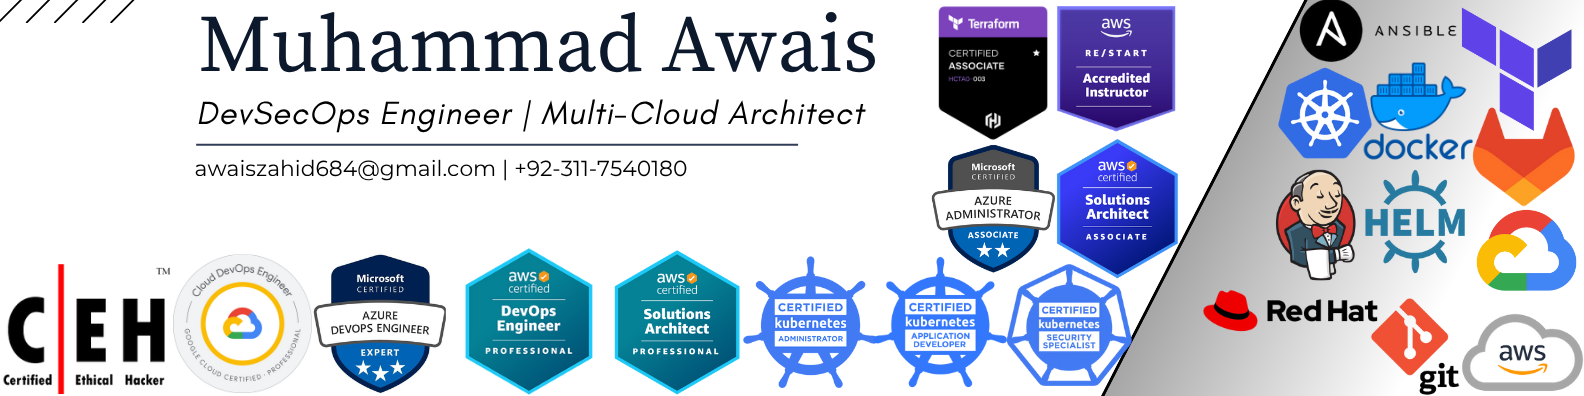 Muhammad Awais
DevSecOps Engineer | Multi-Cloud Architect
awaiszahid684@gmail.com | +92-311-7540180
Terraform
CERTIFIED
ASSOCIATE
HCTA0-003
aws
RE/START
Accredited
Instructor
Microsoft
CERTIFIED
AZURE
ADMINISTRATOR
ASSOCIATE
aws
certified
Solutions
Architect
ASSOCIATE
C|EH™
Certified Ethical Hacker
Cloud DevOps Engineer
GOOGLE CLOUD CERTIFIED · PROFESSIONAL
Microsoft
CERTIFIED
AZURE
DEVOPS ENGINEER
EXPERT
aws
certified
DevOps
Engineer
PROFESSIONAL
aws
certified
Solutions
Architect
PROFESSIONAL
CERTIFIED
kubernetes
ADMINISTRATOR
CERTIFIED
kubernetes
APPLICATION
DEVELOPER
CERTIFIED
kubernetes
SECURITY
SPECIALIST
A
ANSIBLE
docker
HELM
Red Hat
git
aws